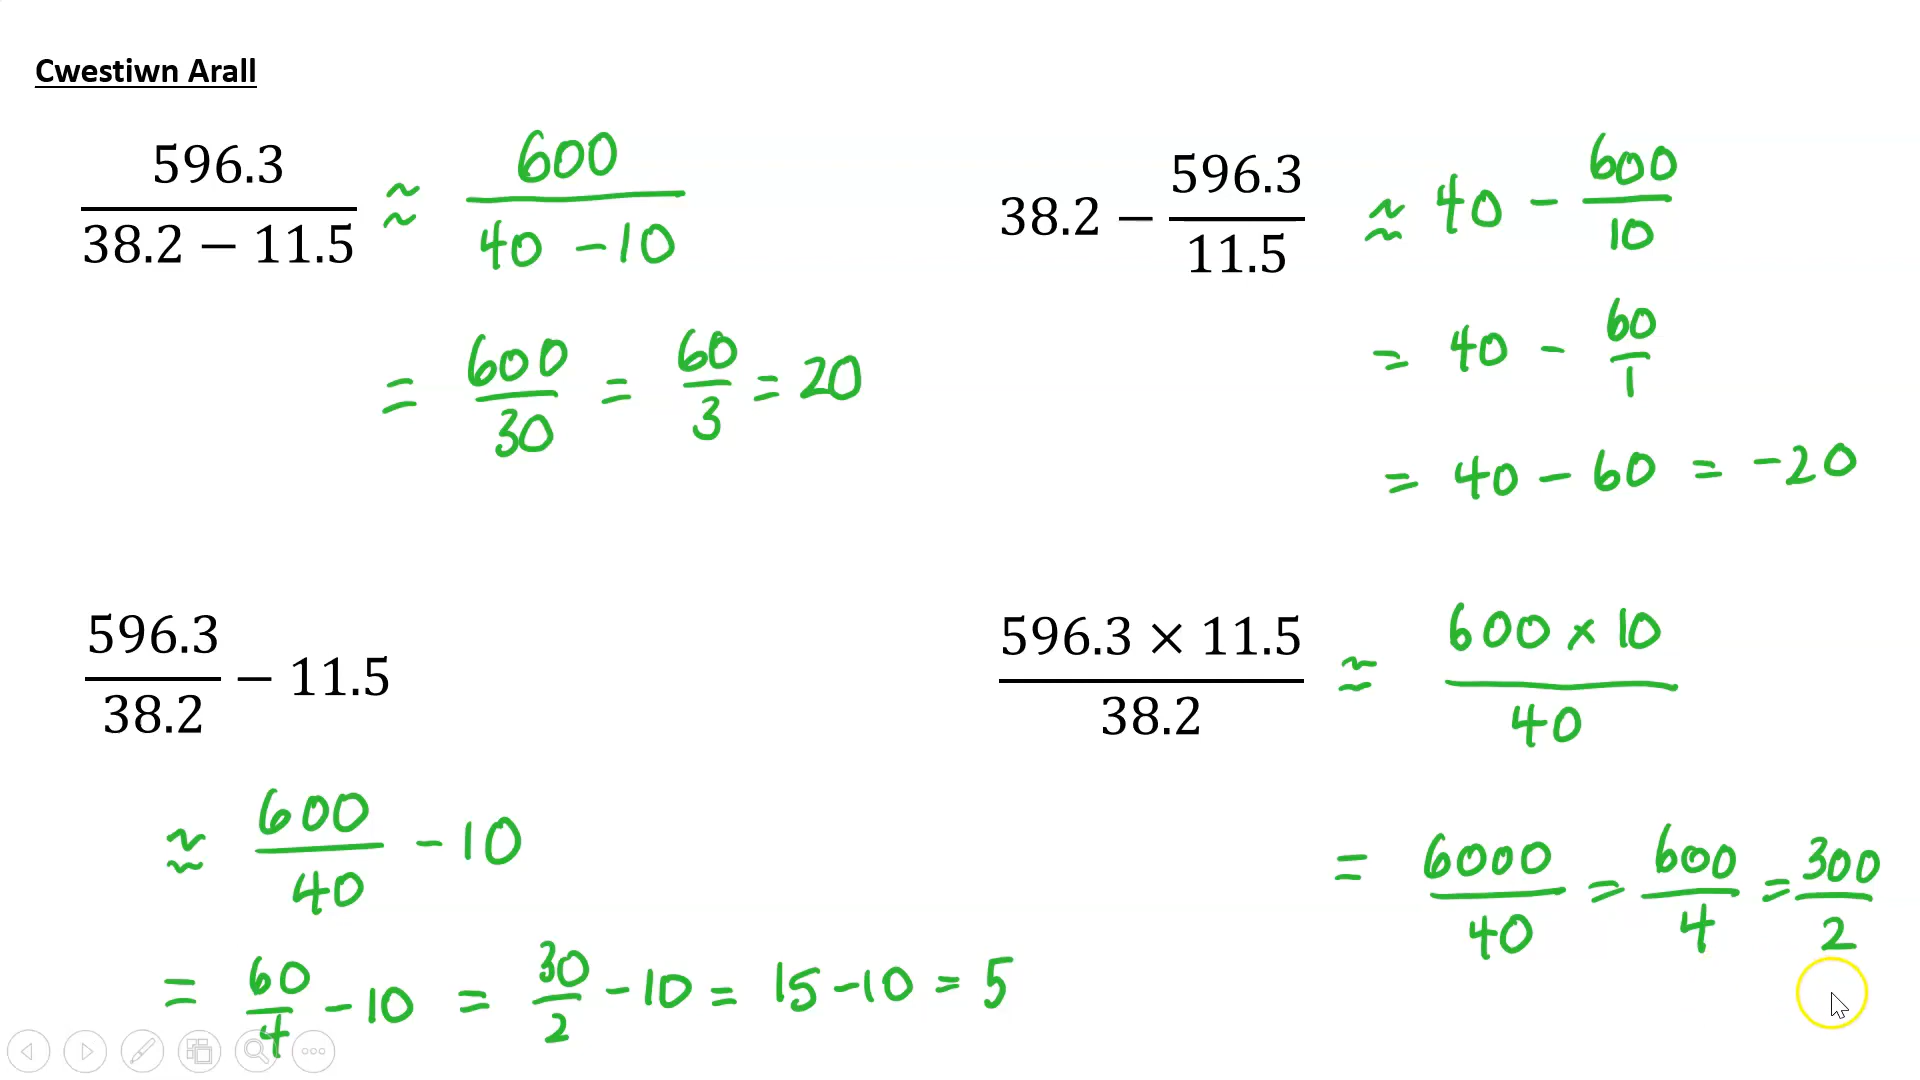 Cwestiwn Arall
596.3 / (38.2 − 11.5) ≈ 600 / (40 − 10)
= 600/30 = 60/3 = 20
38.2 − 596.3/11.5 ≈ 40 − 600/10
= 40 − 60/1
= 40 − 60 = −20
596.3/38.2 − 11.5
≈ 600/40 − 10
= 60/4 − 10 = 30/2 − 10 = 15 − 10 = 5
(596.3 × 11.5) / 38.2 ≈ (600 × 10) / 40
= 6000/40 = 600/4 = 300/2